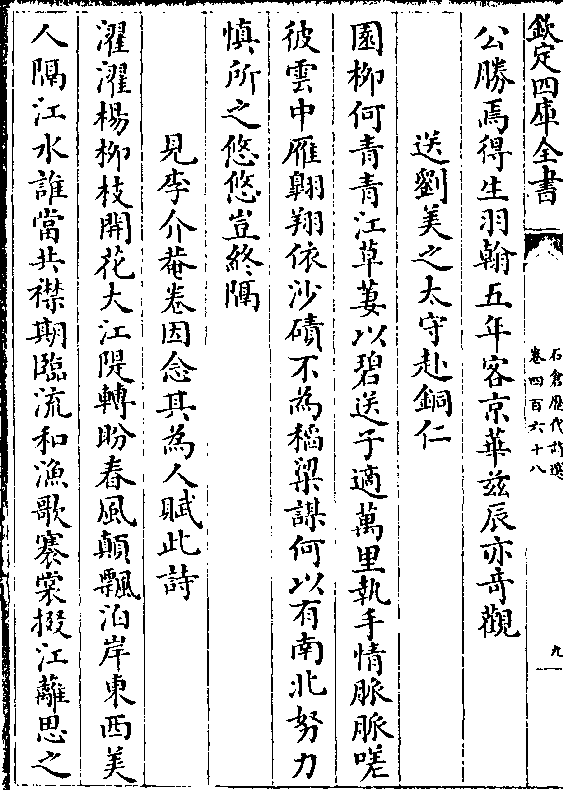 欽定四庫全書
石倉歷代詩選
卷四百六十八
九
公勝焉得生羽翰五年客京華兹辰亦奇觀
送劉美之太守赴銅仁
園柳何青青江草萋以碧送子適萬里執手情脈脈嗟
彼雲中雁翺翔依沙磧不為稻粱謀何以有南北努力
慎所之悠悠豈終隔
見李介菴卷因念其為人賦此詩
濯濯楊柳枝開花大江隄轉盼春風顛飄泊岸東西美
人隔江水誰當共襟期臨流和漁歌褰裳掇江蘺思之